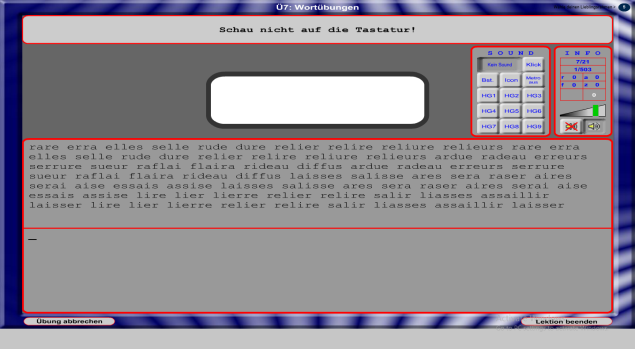 Ü7: Wortübungen
Schau nicht auf die Tastatur!
SOUND
Kein Sound Klick
Bat. Icon Metro aus
HG1 HG2 HG3
HG4 HG5 HG6
HG7 HG8 HG9
INFO
7/21
1/603
r 0 a 0
f 0 s 0
0
rare erra elles selle rude dure relier relire reliure relieurs rare erra
elles selle rude dure relier relire reliure relieurs ardue radeau erreurs
serrure sueur raflai flaira rideau diffus ardue radeau erreurs serrure
sueur raflai flaira rideau diffus laisses salisse ares sera raser aires
serai aise essais assise laisses salisse ares sera raser aires serai aise
essais assise lire lier lierre relier relire salir liasses assaillir
laisser lire lier lierre relier relire salir liasses assaillir laisser
Übung abbrechen
Lektion beenden